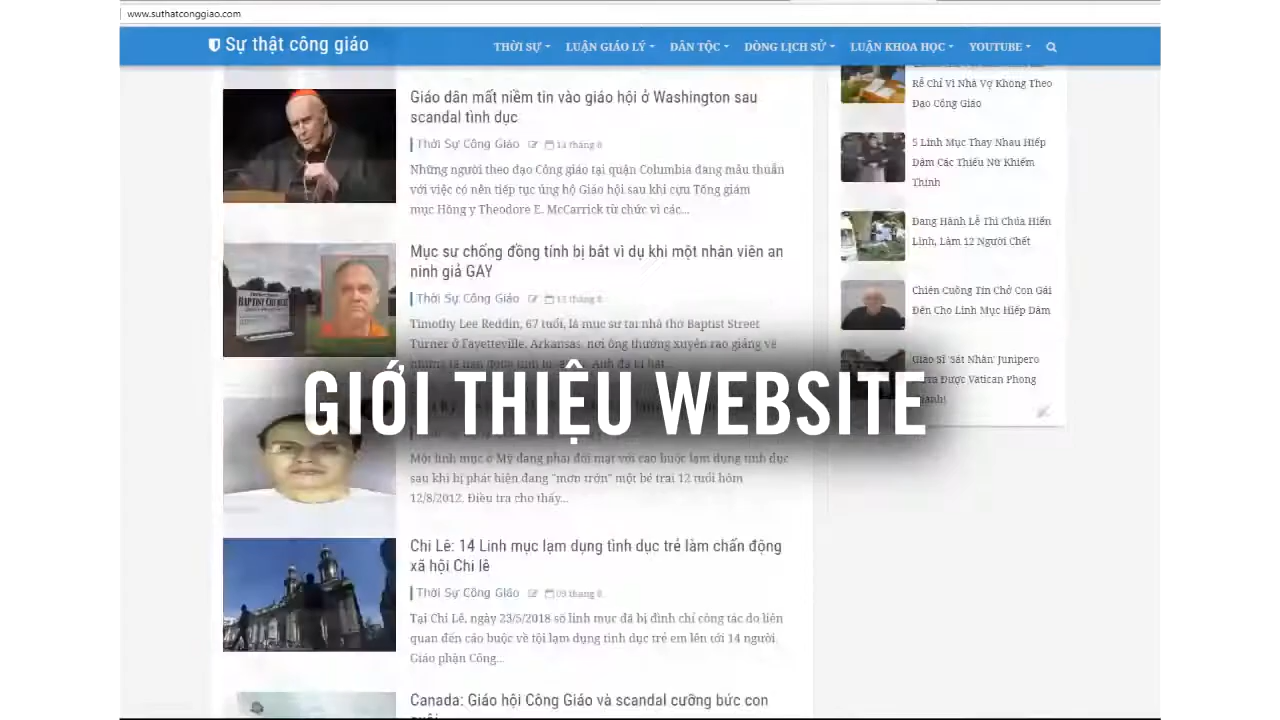 www.suthatconggiao.com
Sự thật công giáo
THỜI SỰ
LUẬN GIÁO LÝ
DÂN TỘC
DÒNG LỊCH SỬ
LUẬN KHOA HỌC
YOUTUBE
Giáo dân mất niềm tin vào giáo hội ở Washington sau
scandal tình dục
Thời Sự Công Giáo
13 tháng 8
Những người theo đạo Công giáo tại quận Columbia đang mâu thuẫn
với việc có nên tiếp tục ủng hộ Giáo hội sau khi cựu Tổng giám
mục Hồng y Theodore E. McCarrick từ chức vì các...
Mục sư chống đồng tính bị bắt vì dụ khi một nhân viên an
ninh giả GAY
Thời Sự Công Giáo
13 tháng 8
Timothy Lee Reddin, 67 tuổi, là mục sư tại nhà thờ Baptist Street
Turner ở Fayetteville, Arkansas, nơi ông thường xuyên rao giảng về
BAPTIST CHURCH
GIỚI THIỆU WEBSITE
Một linh mục ở Mỹ đang phải đối mặt với cáo buộc lạm dụng tình dục
sau khi bị phát hiện đang "mơn trớn" một bé trai 12 tuổi hôm
12/8/2012. Điều tra cho thấy...
Chi Lê: 14 Linh mục lạm dụng tình dục trẻ làm chấn động
xã hội Chi lê
Thời Sự Công Giáo
09 tháng 8
Tại Chi Lê, ngày 23/5/2018 số linh mục đã bị đình chỉ công tác do liên
quan đến cáo buộc về tội lạm dụng tình dục trẻ em lên tới 14 người.
Giáo phận Công...
Canada: Giáo hội Công Giáo và scandal cưỡng bức con
nuôi
Rể Chỉ Vì Nhà Vợ Không Theo
Đạo Công Giáo
5 Linh Mục Thay Nhau Hiếp
Dâm Các Thiếu Nữ Khiếm
Thính
Đang Hành Lễ Thì Chúa Hiển
Linh, Làm 12 Người Chết
Chiên Cuồng Tín Chở Con Gái
Đến Cho Linh Mục Hiếp Dâm
Giáo Sĩ 'Sát Nhân' Junipero
Được Vatican Phong